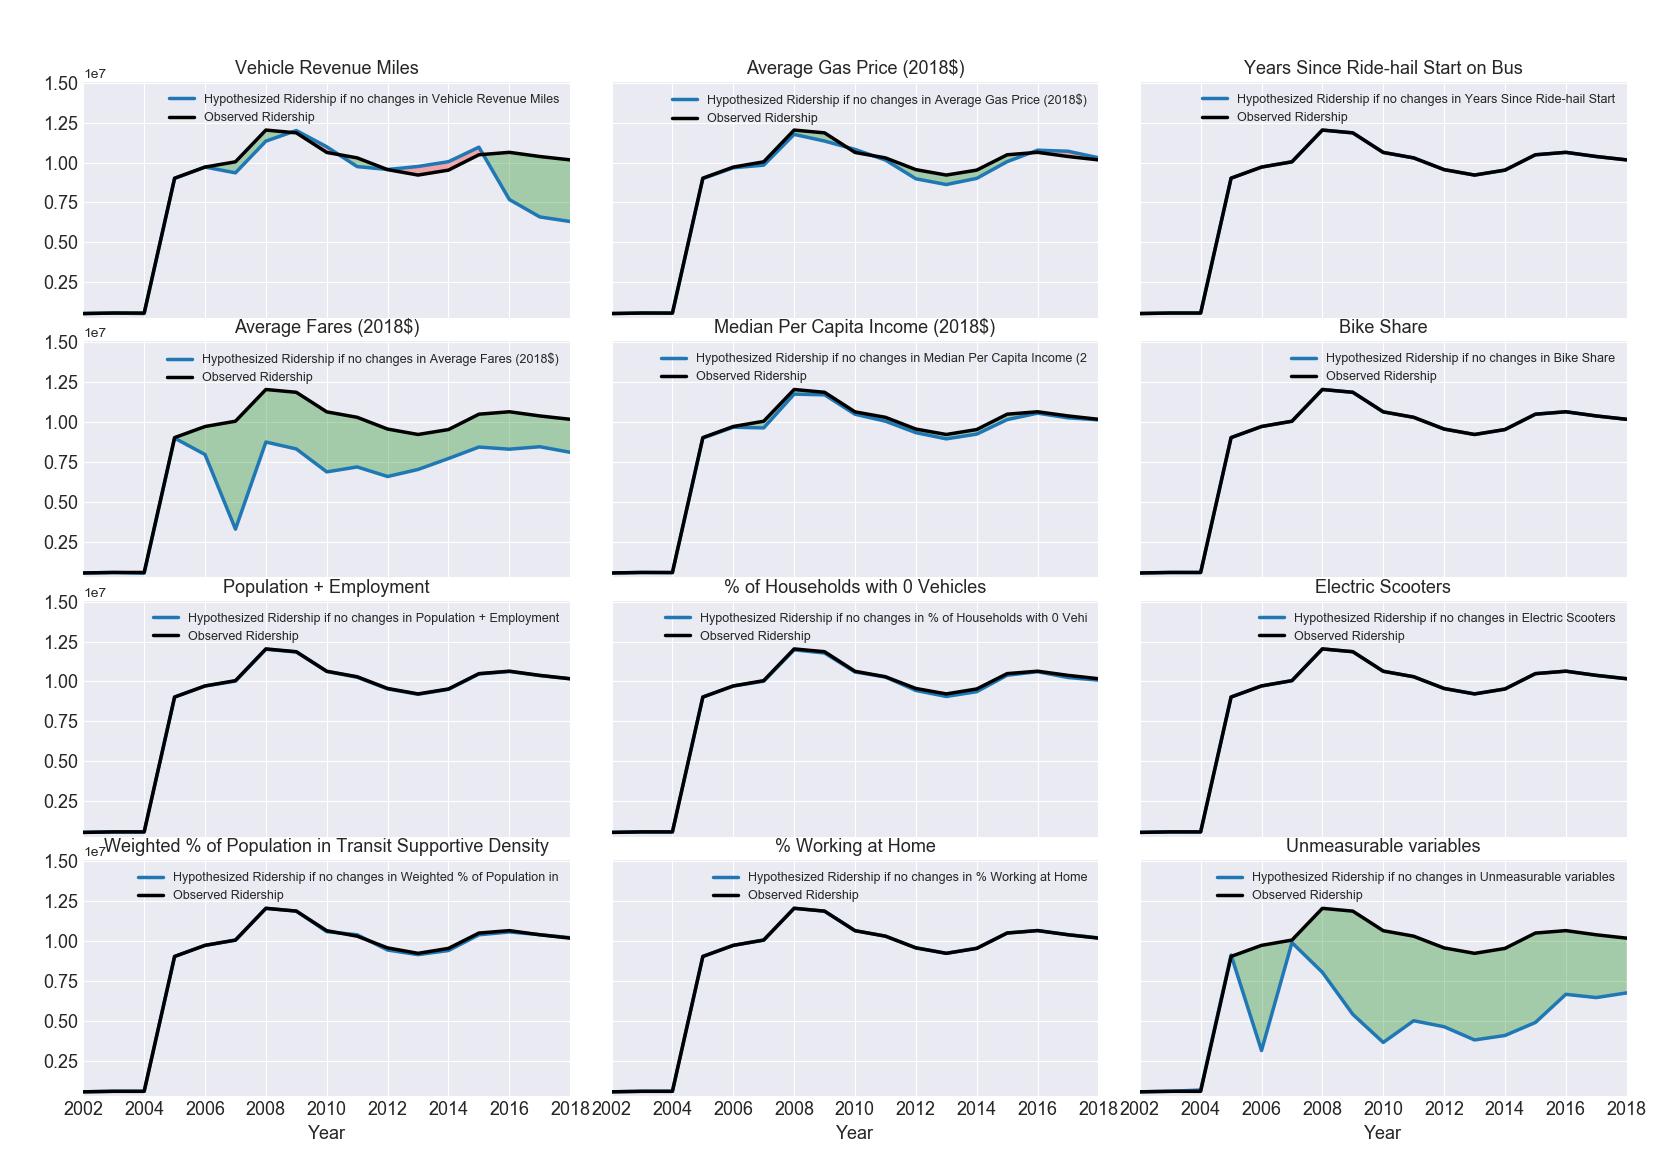 Vehicle Revenue Miles
1e7
1.50
1.25
1.00
0.75
0.50
0.25
Hypothesized Ridership if no changes in Vehicle Revenue Miles
Observed Ridership
Average Gas Price (2018$)
Hypothesized Ridership if no changes in Average Gas Price (2018$)
Observed Ridership
Years Since Ride-hail Start on Bus
Hypothesized Ridership if no changes in Years Since Ride-hail Start
Observed Ridership
Average Fares (2018$)
1e7
1.50
1.25
1.00
0.75
0.50
0.25
Hypothesized Ridership if no changes in Average Fares (2018$)
Observed Ridership
Median Per Capita Income (2018$)
Hypothesized Ridership if no changes in Median Per Capita Income (2
Observed Ridership
Bike Share
Hypothesized Ridership if no changes in Bike Share
Observed Ridership
Population + Employment
1e7
1.50
1.25
1.00
0.75
0.50
0.25
Hypothesized Ridership if no changes in Population + Employment
Observed Ridership
% of Households with 0 Vehicles
Hypothesized Ridership if no changes in % of Households with 0 Vehi
Observed Ridership
Electric Scooters
Hypothesized Ridership if no changes in Electric Scooters
Observed Ridership
Weighted % of Population in Transit Supportive Density
1e7
1.50
1.25
1.00
0.75
0.50
0.25
Hypothesized Ridership if no changes in Weighted % of Population in
Observed Ridership
2002 2004 2006 2008 2010 2012 2014 2016 2018
Year
% Working at Home
Hypothesized Ridership if no changes in % Working at Home
Observed Ridership
2002 2004 2006 2008 2010 2012 2014 2016 2018
Year
Unmeasurable variables
Hypothesized Ridership if no changes in Unmeasurable variables
Observed Ridership
2002 2004 2006 2008 2010 2012 2014 2016 2018
Year